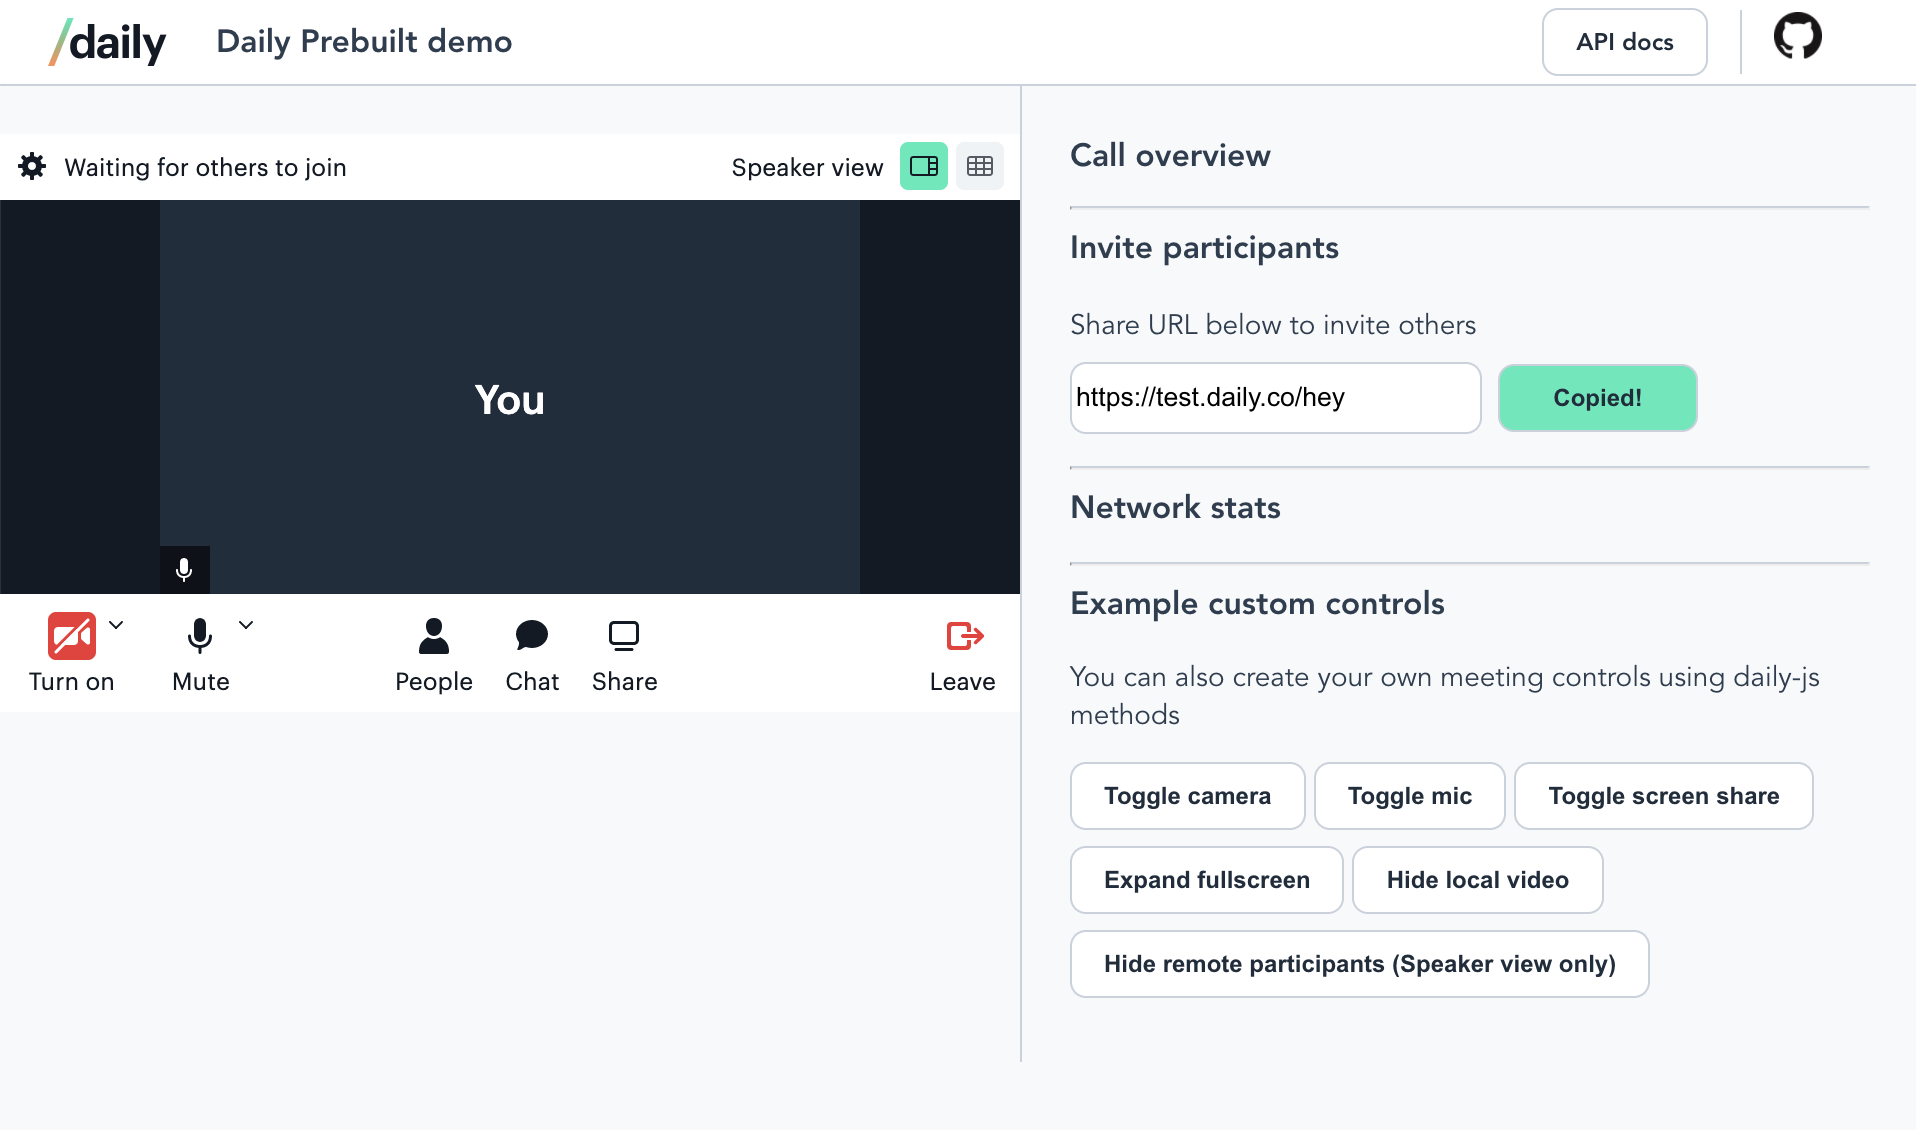 /daily
Daily Prebuilt demo
API docs
Waiting for others to join
Speaker view
You
Turn on
Mute
People
Chat
Share
Leave
Call overview
Invite participants
Share URL below to invite others
https://test.daily.co/hey
Copied!
Network stats
Example custom controls
You can also create your own meeting controls using daily-js
methods
Toggle camera
Toggle mic
Toggle screen share
Expand fullscreen
Hide local video
Hide remote participants (Speaker view only)